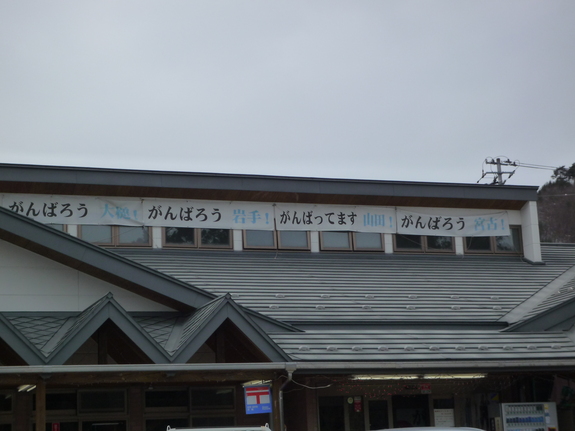 がんばろう 大槌！
がんばろう 岩手！
がんばってます 山田！
がんばろう 宮古！